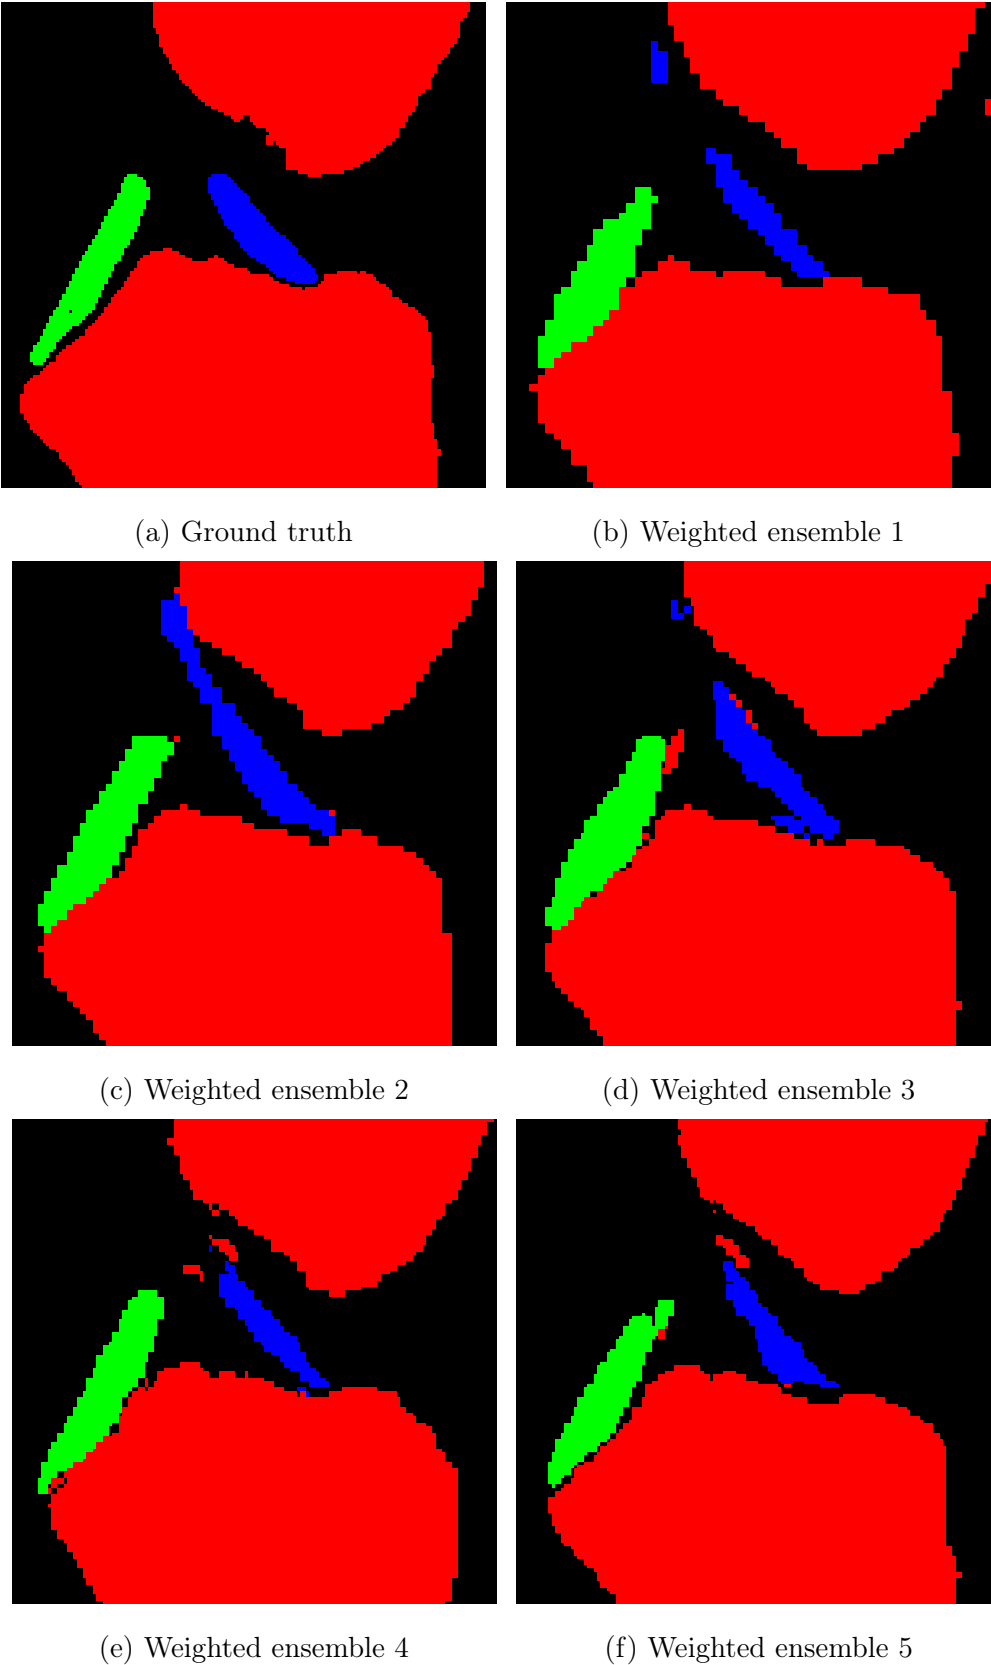 (a) Ground truth
(b) Weighted ensemble 1
(c) Weighted ensemble 2
(d) Weighted ensemble 3
(e) Weighted ensemble 4
(f) Weighted ensemble 5